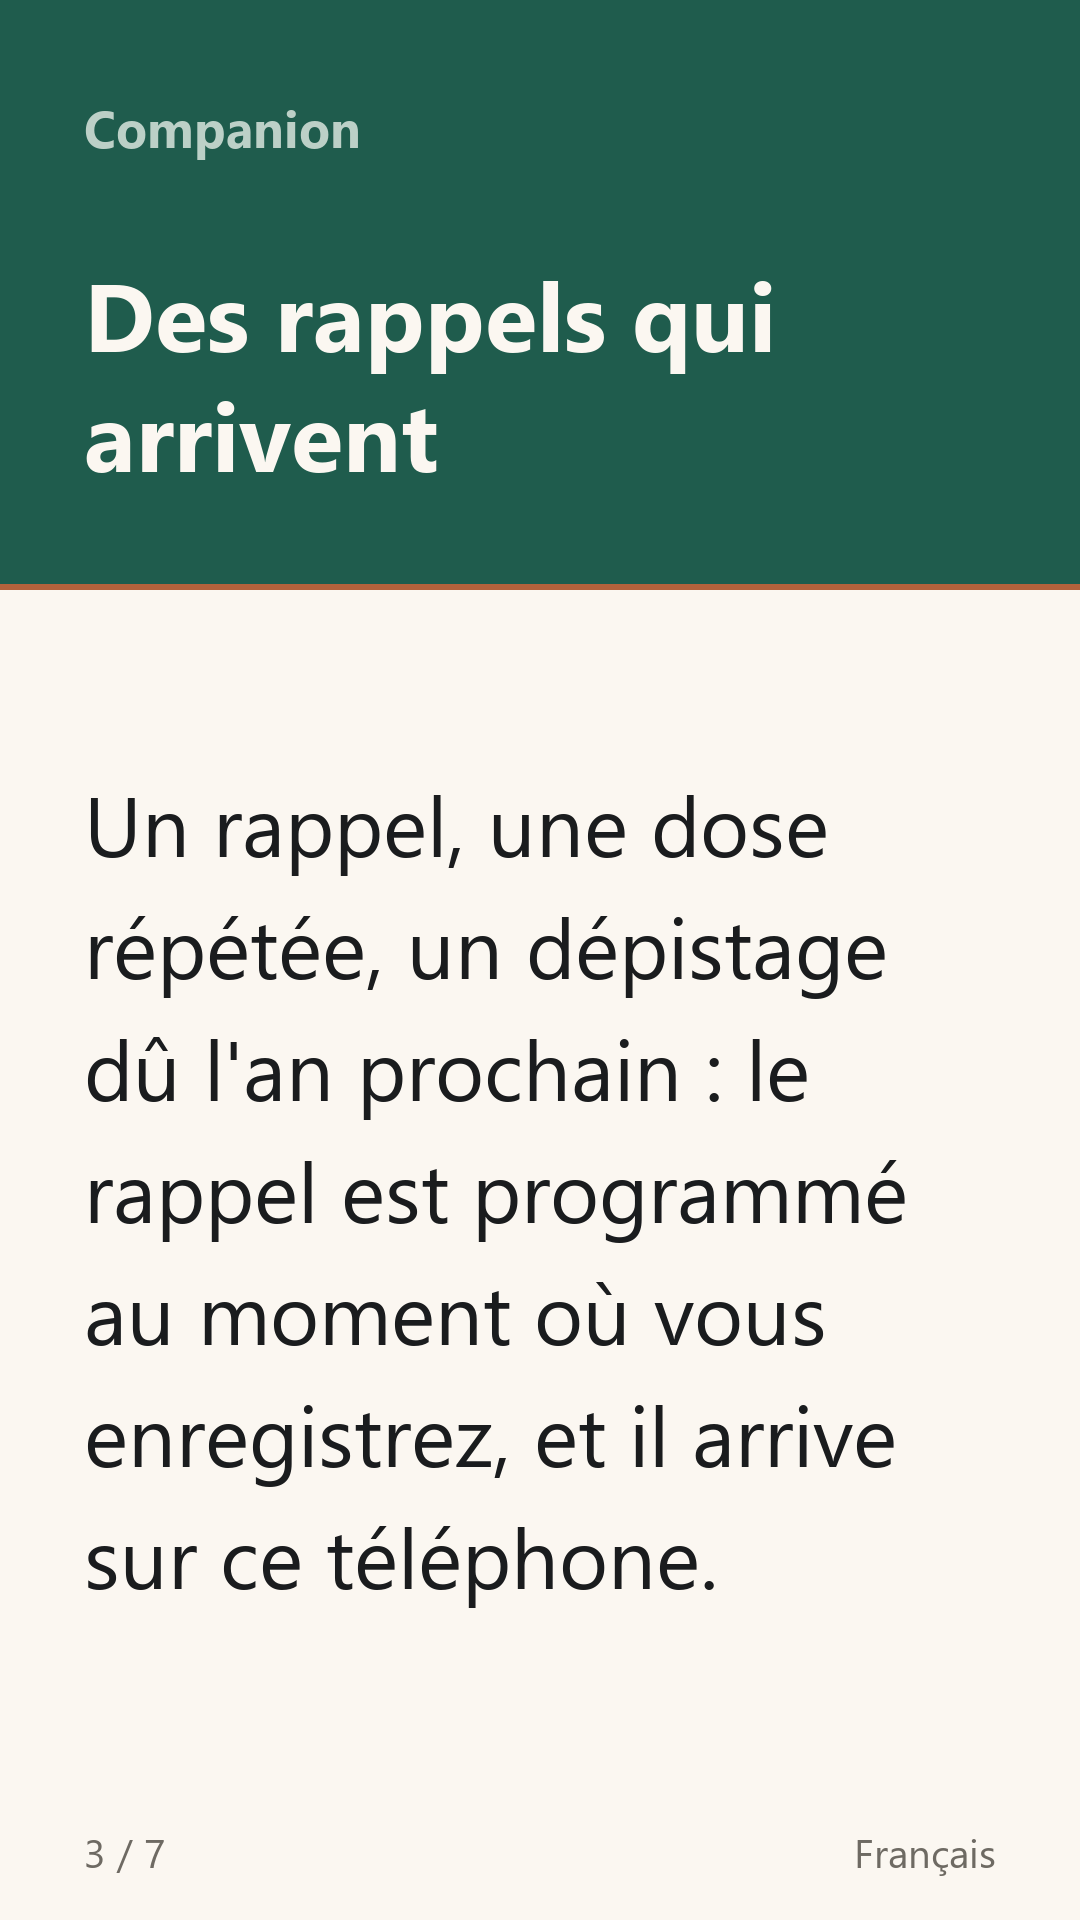 Companion
Des rappels qui
arrivent
Un rappel, une dose
répétée, un dépistage
dû l'an prochain : le
rappel est programmé
au moment où vous
enregistrez, et il arrive
sur ce téléphone.
3 / 7
Français